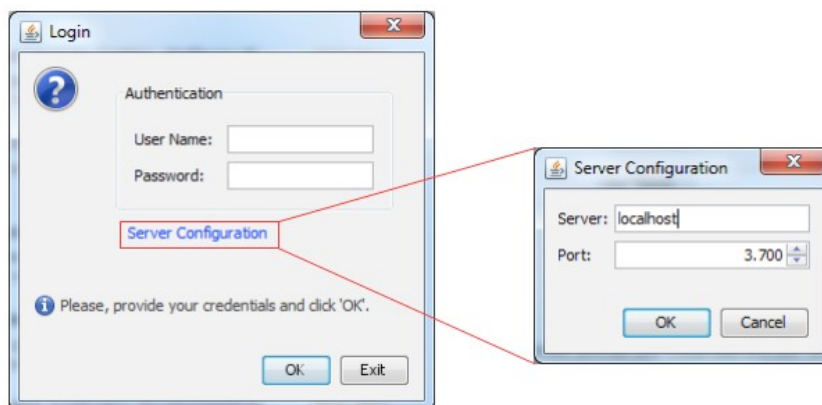 Login
Authentication
User Name:
Password:
Server Configuration
Please, provide your credentials and click 'OK'.
OK
Exit
Server Configuration
Server: localhost
Port: 3.700
OK
Cancel